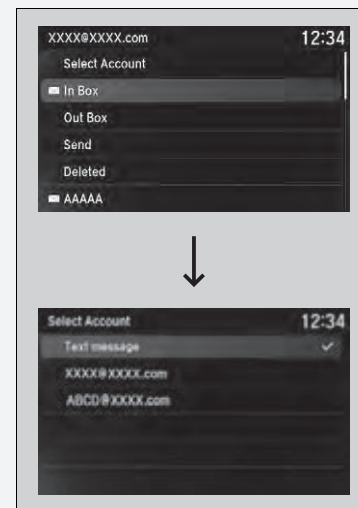 XXXX@XXXX.com 12:34
Select Account
In Box
Out Box
Send
Deleted
AAAAA
Select Account 12:34
Text message
XXXX@XXXX.com
ABCD@XXXX.com